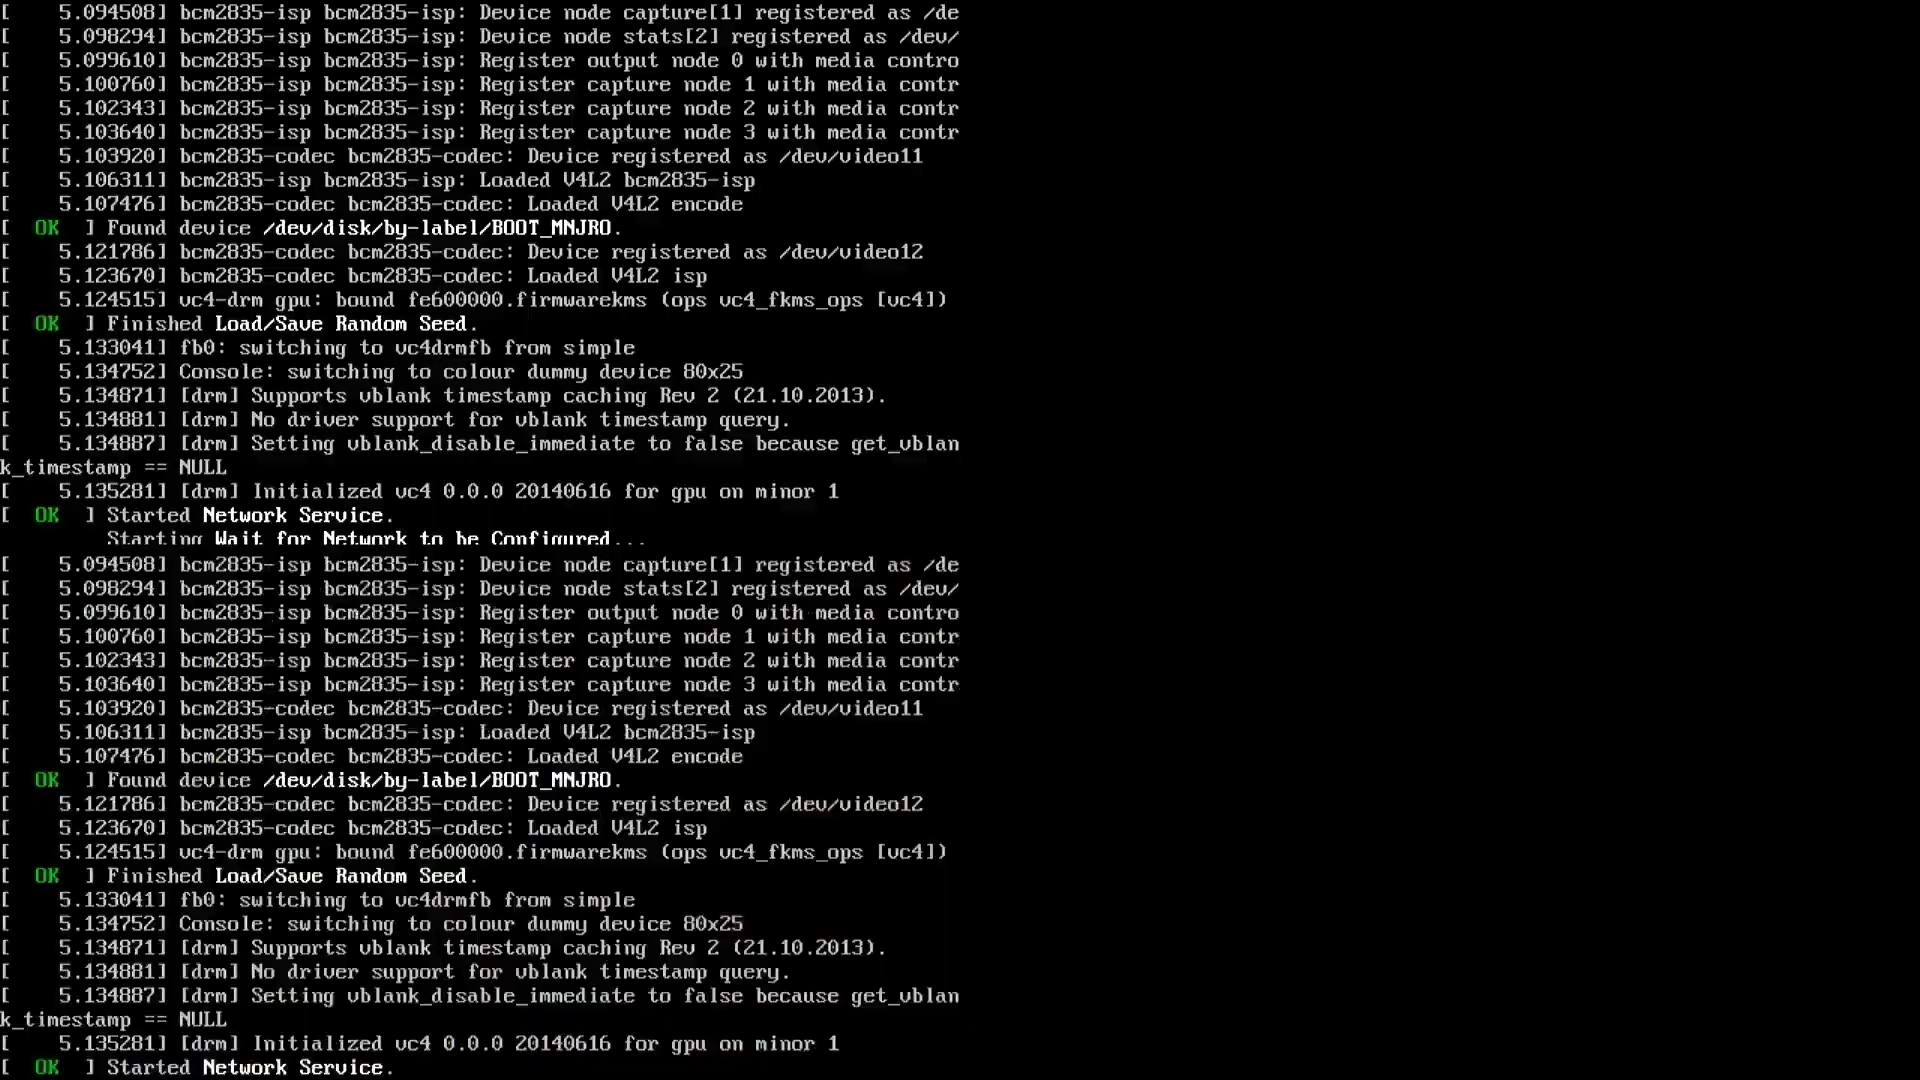 [    5.094508] bcm2835-isp bcm2835-isp: Device node capture[1] registered as /de
[    5.098294] bcm2835-isp bcm2835-isp: Device node stats[2] registered as /dev/
[    5.099610] bcm2835-isp bcm2835-isp: Register output node 0 with media contro
[    5.100760] bcm2835-isp bcm2835-isp: Register capture node 1 with media contr
[    5.102343] bcm2835-isp bcm2835-isp: Register capture node 2 with media contr
[    5.103640] bcm2835-isp bcm2835-isp: Register capture node 3 with media contr
[    5.103920] bcm2835-codec bcm2835-codec: Device registered as /dev/video11
[    5.106311] bcm2835-isp bcm2835-isp: Loaded V4L2 bcm2835-isp
[    5.107476] bcm2835-codec bcm2835-codec: Loaded V4L2 encode
[  OK  ] Found device /dev/disk/by-label/BOOT_MNJRO.
[    5.121786] bcm2835-codec bcm2835-codec: Device registered as /dev/video12
[    5.123670] bcm2835-codec bcm2835-codec: Loaded V4L2 isp
[    5.124515] vc4-drm gpu: bound fe600000.firmwarekms (ops vc4_fkms_ops [vc4])
[  OK  ] Finished Load/Save Random Seed.
[    5.133041] fb0: switching to vc4drmfb from simple
[    5.134752] Console: switching to colour dummy device 80x25
[    5.134871] [drm] Supports vblank timestamp caching Rev 2 (21.10.2013).
[    5.134881] [drm] No driver support for vblank timestamp query.
[    5.134887] [drm] Setting vblank_disable_immediate to false because get_vblan
k_timestamp == NULL
[    5.135281] [drm] Initialized vc4 0.0.0 20140616 for gpu on minor 1
[  OK  ] Started Network Service.
         Starting Wait for Network to be Configured...
[    5.094508] bcm2835-isp bcm2835-isp: Device node capture[1] registered as /de
[    5.098294] bcm2835-isp bcm2835-isp: Device node stats[2] registered as /dev/
[    5.099610] bcm2835-isp bcm2835-isp: Register output node 0 with media contro
[    5.100760] bcm2835-isp bcm2835-isp: Register capture node 1 with media contr
[    5.102343] bcm2835-isp bcm2835-isp: Register capture node 2 with media contr
[    5.103640] bcm2835-isp bcm2835-isp: Register capture node 3 with media contr
[    5.103920] bcm2835-codec bcm2835-codec: Device registered as /dev/video11
[    5.106311] bcm2835-isp bcm2835-isp: Loaded V4L2 bcm2835-isp
[    5.107476] bcm2835-codec bcm2835-codec: Loaded V4L2 encode
[  OK  ] Found device /dev/disk/by-label/BOOT_MNJRO.
[    5.121786] bcm2835-codec bcm2835-codec: Device registered as /dev/video12
[    5.123670] bcm2835-codec bcm2835-codec: Loaded V4L2 isp
[    5.124515] vc4-drm gpu: bound fe600000.firmwarekms (ops vc4_fkms_ops [vc4])
[  OK  ] Finished Load/Save Random Seed.
[    5.133041] fb0: switching to vc4drmfb from simple
[    5.134752] Console: switching to colour dummy device 80x25
[    5.134871] [drm] Supports vblank timestamp caching Rev 2 (21.10.2013).
[    5.134881] [drm] No driver support for vblank timestamp query.
[    5.134887] [drm] Setting vblank_disable_immediate to false because get_vblan
k_timestamp == NULL
[    5.135281] [drm] Initialized vc4 0.0.0 20140616 for gpu on minor 1
[  OK  ] Started Network Service.